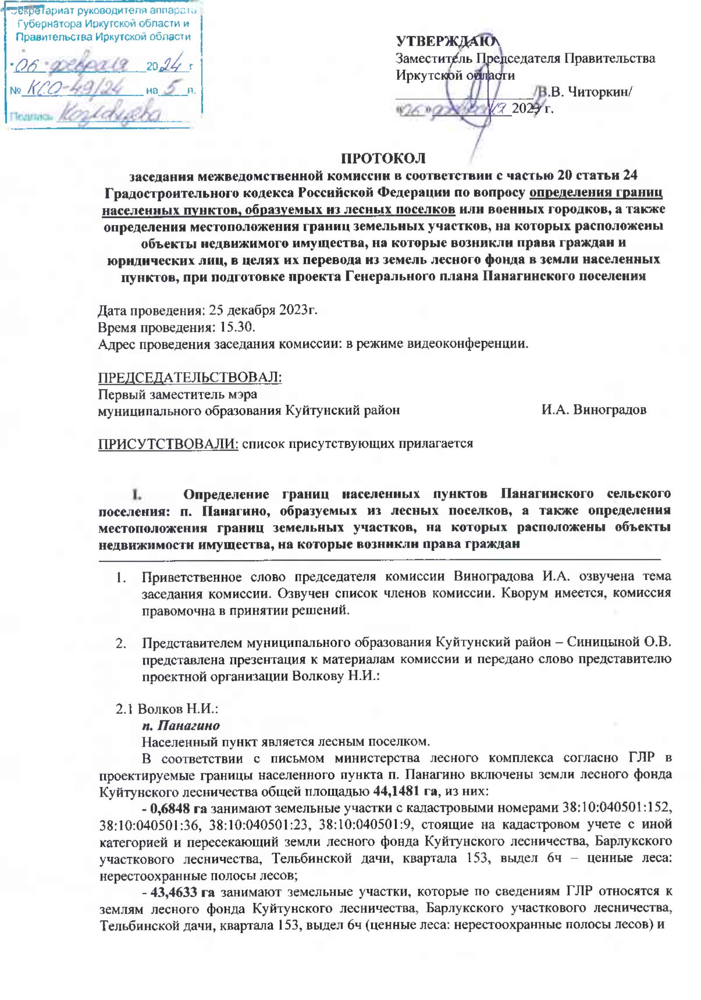 Секретариат руководителя аппарата
Губернатора Иркутской области и
Правительства Иркутской области
"06" февраля 2024 г
№ КСО-49/24 на 5 л.
Подпись
УТВЕРЖДАЮ
Заместитель Председателя Правительства
Иркутской области
/В.В. Читоркин/
«06» февраля 2024 г.
ПРОТОКОЛ
заседания межведомственной комиссии в соответствии с частью 20 статьи 24
Градостроительного кодекса Российской Федерации по вопросу определения границ
населенных пунктов, образуемых из лесных поселков или военных городков, а также
определения местоположения границ земельных участков, на которых расположены
объекты недвижимого имущества, на которые возникли права граждан и
юридических лиц, в целях их перевода из земель лесного фонда в земли населенных
пунктов, при подготовке проекта Генерального плана Панагинского поселения
Дата проведения: 25 декабря 2023г.
Время проведения: 15.30.
Адрес проведения заседания комиссии: в режиме видеоконференции.
ПРЕДСЕДАТЕЛЬСТВОВАЛ:
Первый заместитель мэра
муниципального образования Куйтунский район И.А. Виноградов
ПРИСУТСТВОВАЛИ: список присутствующих прилагается
I. Определение границ населенных пунктов Панагинского сельского
поселения: п. Панагино, образуемых из лесных поселков, а также определения
местоположения границ земельных участков, на которых расположены объекты
недвижимости имущества, на которые возникли права граждан
1. Приветственное слово председателя комиссии Виноградова И.А. озвучена тема
заседания комиссии. Озвучен список членов комиссии. Кворум имеется, комиссия
правомочна в принятии решений.
2. Представителем муниципального образования Куйтунский район – Синицыной О.В.
представлена презентация к материалам комиссии и передано слово представителю
проектной организации Волкову Н.И.:
2.1 Волков Н.И.:
п. Панагино
Населенный пункт является лесным поселком.
В соответствии с письмом министерства лесного комплекса согласно ГЛР в
проектируемые границы населенного пункта п. Панагино включены земли лесного фонда
Куйтунского лесничества общей площадью 44,1481 га, из них:
- 0,6848 га занимают земельные участки с кадастровыми номерами 38:10:040501:152,
38:10:040501:36, 38:10:040501:23, 38:10:040501:9, стоящие на кадастровом учете с иной
категорией и пересекающий земли лесного фонда Куйтунского лесничества, Барлукского
участкового лесничества, Тельбинской дачи, квартала 153, выдел 6ч – ценные леса:
нерестоохранные полосы лесов;
- 43,4633 га занимают земельные участки, которые по сведениям ГЛР относятся к
землям лесного фонда Куйтунского лесничества, Барлукского участкового лесничества,
Тельбинской дачи, квартала 153, выдел 6ч (ценные леса: нерестоохранные полосы лесов) и